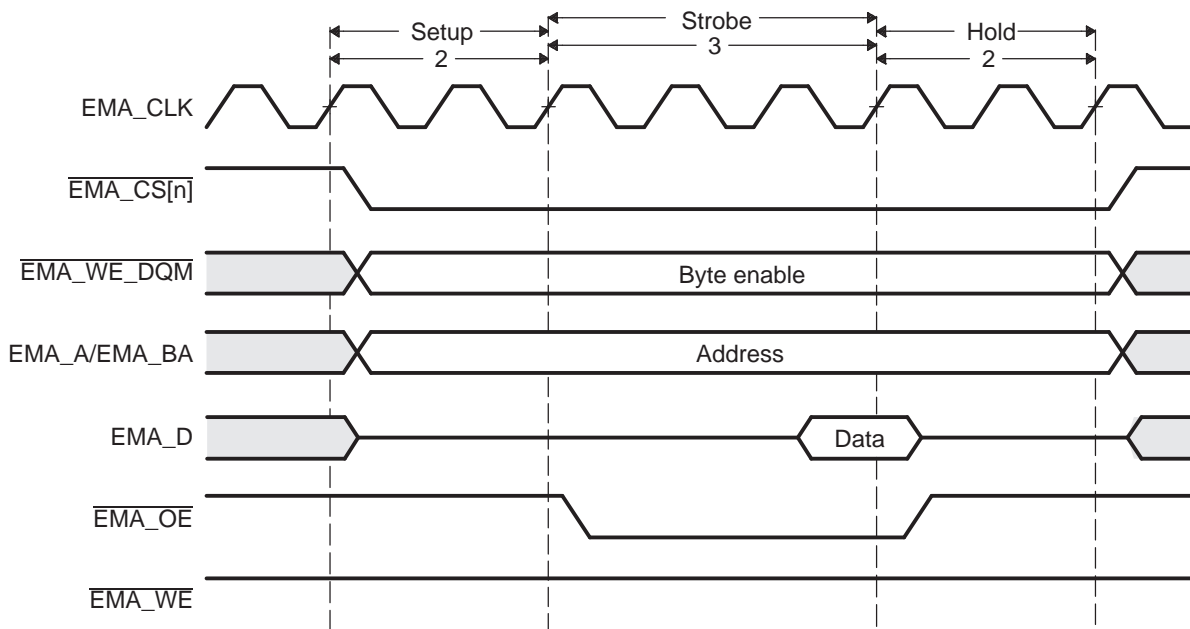 Setup
2
Strobe
3
Hold
2
EMA_CLK
EMA_CS[n]
EMA_WE_DQM
Byte enable
EMA_A/EMA_BA
Address
EMA_D
Data
EMA_OE
EMA_WE